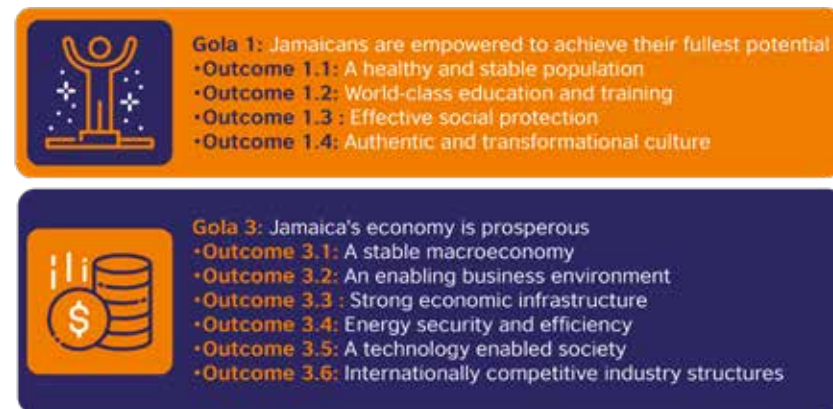 Gola 1: Jamaicans are empowered to achieve their fullest potential
•Outcome 1.1: A healthy and stable population
•Outcome 1.2: World-class education and training
•Outcome 1.3 : Effective social protection
•Outcome 1.4: Authentic and transformational culture
$
Gola 3: Jamaica's economy is prosperous
•Outcome 3.1: A stable macroeconomy
•Outcome 3.2: An enabling business environment
•Outcome 3.3 : Strong economic infrastructure
•Outcome 3.4: Energy security and efficiency
•Outcome 3.5: A technology enabled society
•Outcome 3.6: Internationally competitive industry structures